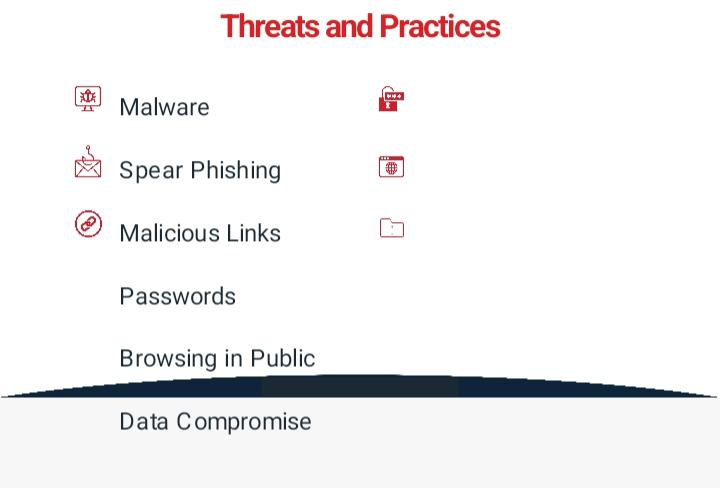 Threats and Practices
Malware
Spear Phishing
Malicious Links
Passwords
Browsing in Public
Data Compromise